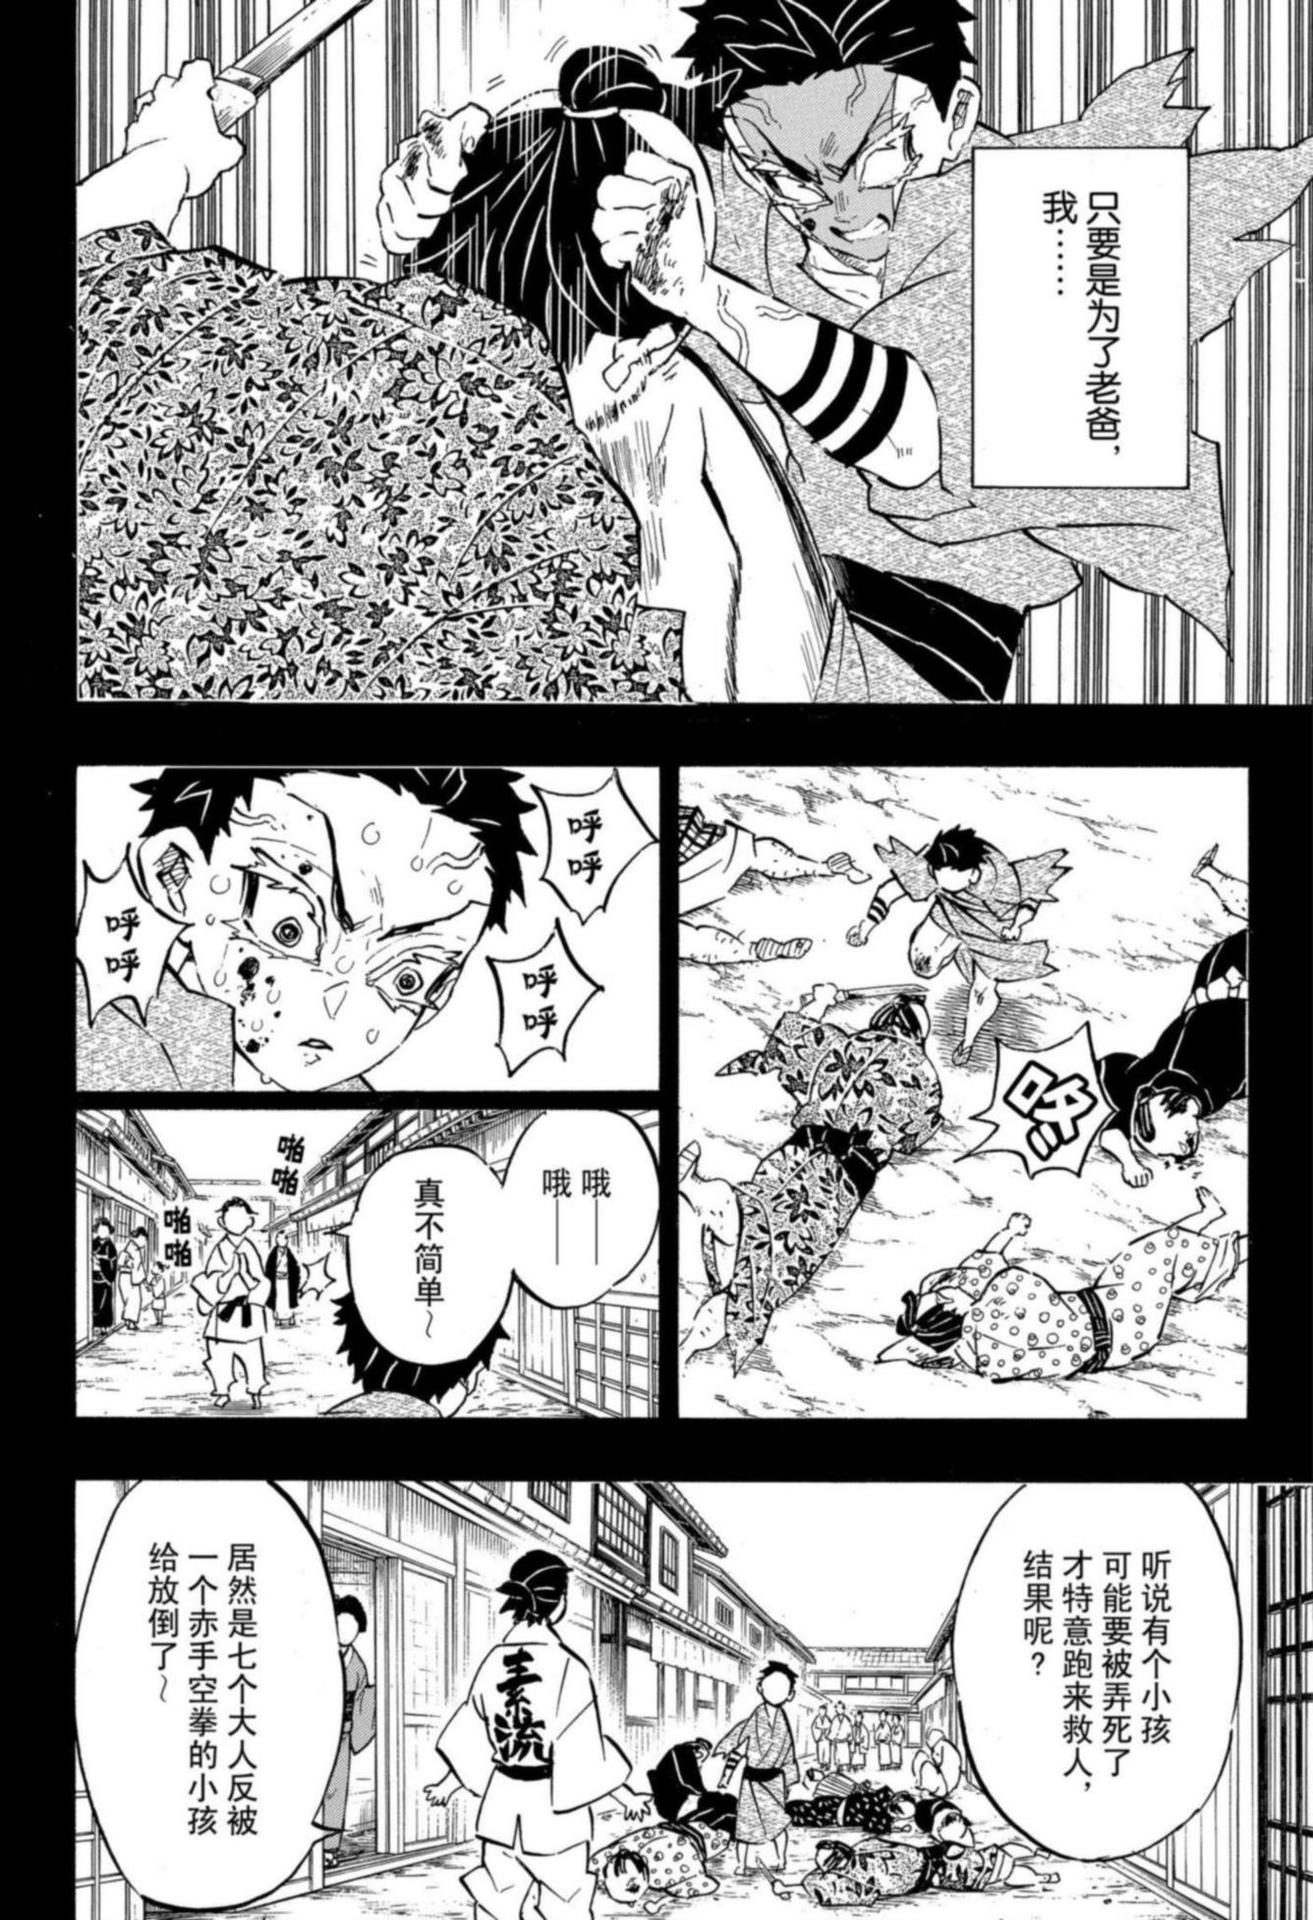 只要是为了老爸，
我……
咚
呼呼
呼呼
呼呼
哦——
哦——
真不简单～
啪啪
啪啪
听说有个小孩
可能要被弄死了
才特意跑来救人，
结果呢？
素流
居然是七个大人反被
一个赤手空拳的小孩
给放倒了～